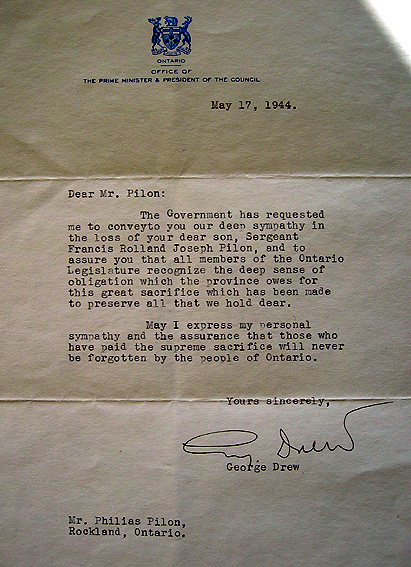 ONTARIO
OFFICE OF
THE PRIME MINISTER & PRESIDENT OF THE COUNCIL
May 17, 1944.
Dear Mr. Pilon:
The Government has requested
me to conveyto you our deep sympathy in
the loss of your dear son, Sergeant
Francis Rolland Joseph Pilon, and to
assure you that all members of the Ontario
Legislature recognize the deep sense of
obligation which the province owes for
this great sacrifice which has been made
to preserve all that we hold dear.
May I express my personal
sympathy and the assurance that those who
have paid the supreme sacrifice will never
be forgotten by the people of Ontario.
Yours sincerely,
Geo. Drew
George Drew
Mr. Philias Pilon,
Rockland, Ontario.